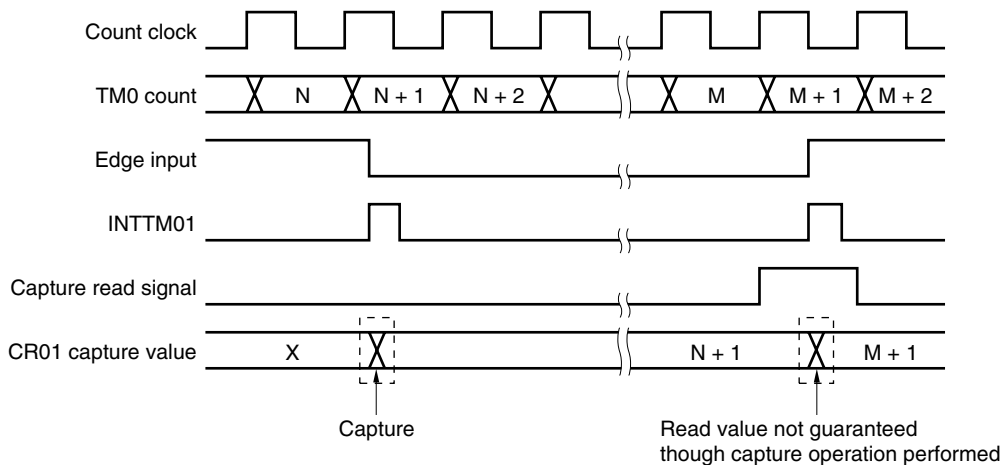 Count clock
TM0 count N N + 1 N + 2 M M + 1 M + 2
Edge input
INTTM01
Capture read signal
CR01 capture value X N + 1 M + 1
Capture
Read value not guaranteed
though capture operation performed